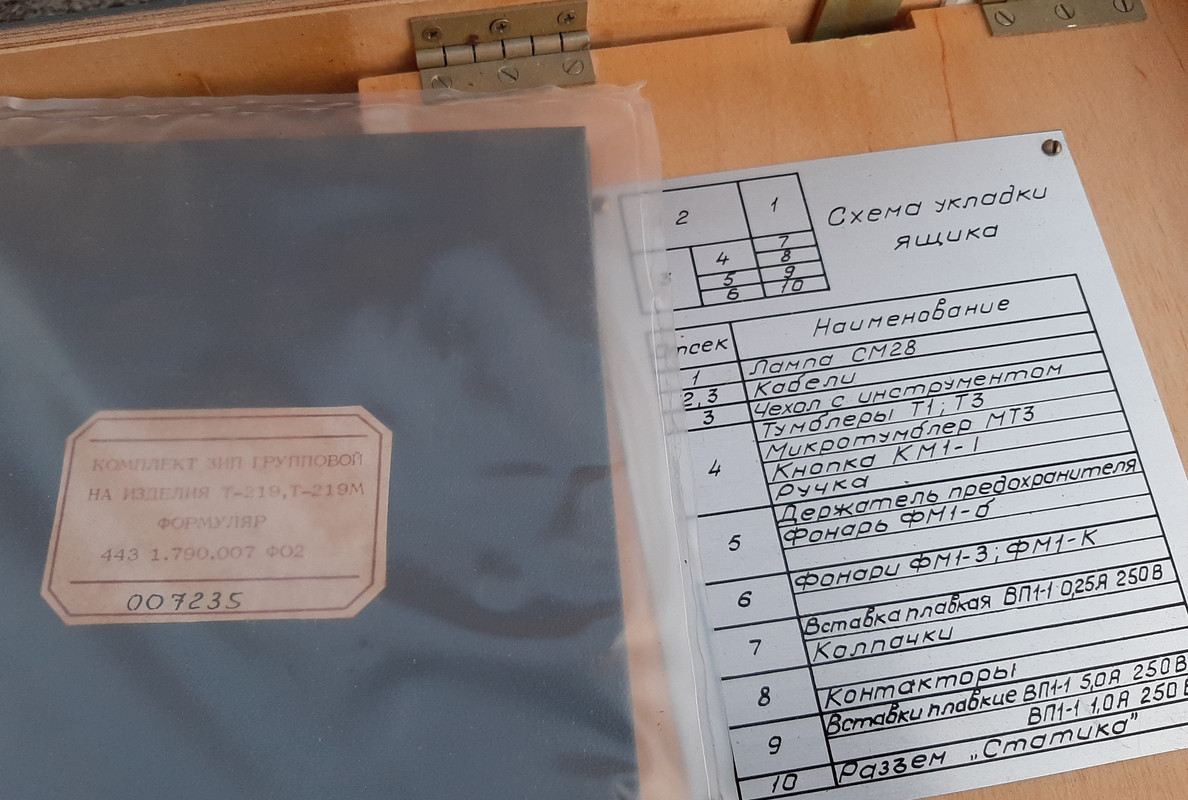 КОМПЛЕКТ ЗИП ГРУППОВОЙ
НА ИЗДЕЛИЯ Т-219,Т-219М
ФОРМУЛЯР
443 1.790.007 ФО2
007235
Схема укладки
ящика
2 1
7
4 8
3 5 9
6 10
Отсек Наименование
1 Лампа СМ28
2,3 Кабели
3 Чехол с инструментом
4 Тумблеры Т1; Т3
Микротумблер МТ3
Кнопка КМ1-1
Ручка
5 Держатель предохранителя
Фонарь ФМ1-б
6 Фонари ФМ1-З; ФМ1-К
7 Вставка плавкая ВП1-1 0,25А 250В
Колпачки
8 Контакторы
9 Вставки плавкие ВП1-1 5,0А 250В
ВП1-1 1,0А 250В
10 Разъем „Статика"